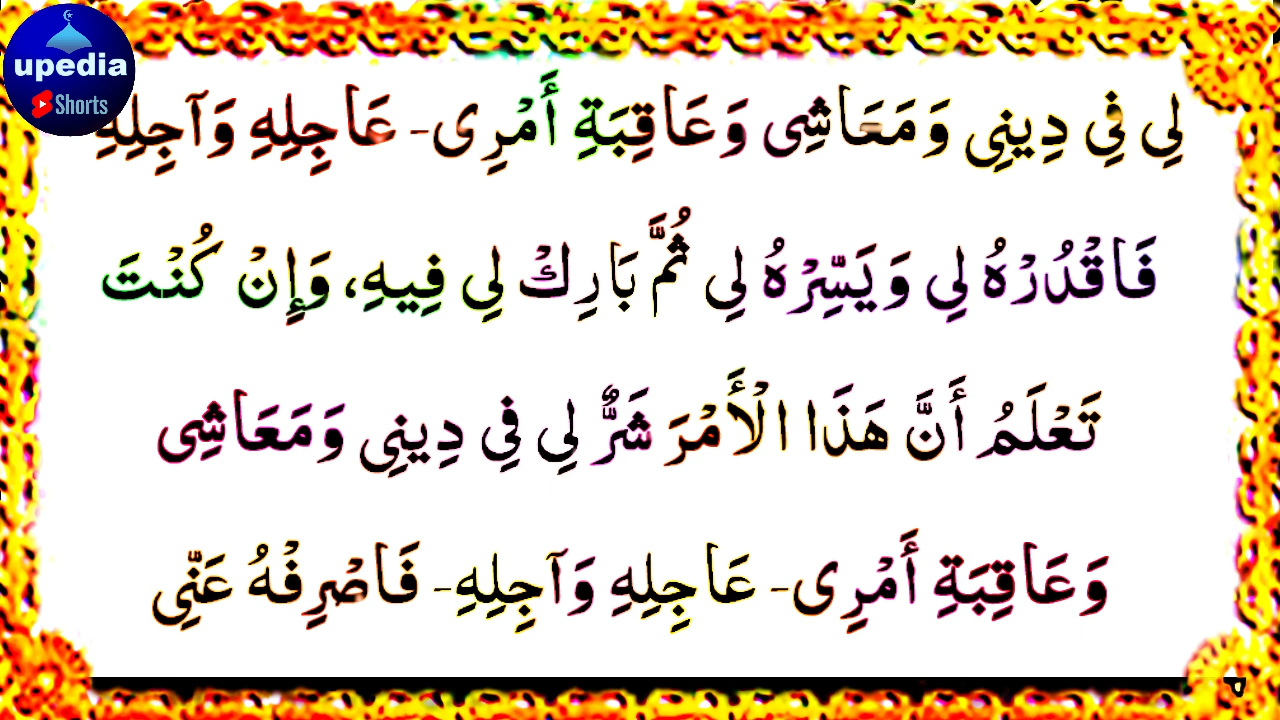 upedia
Shorts
لِي فِي دِينِي وَمَعَاشِى وَعَاقِبَةِ أَمْرِى- عَاجِلِهِ وَآجِلِهِ
فَاقْدُرْهُ لِي وَيَسِّرْهُ لِي ثُمَّ بَارِكْ لِي فِيهِ، وَإِنْ كُنْتَ
تَعْلَمُ أَنَّ هَذَا الْأَمْرَ شَرٌّ لِي فِي دِينِي وَمَعَاشِى
وَعَاقِبَةِ أَمْرِى- عَاجِلِهِ وَآجِلِهِ- فَاصْرِفْهُ عَنِّى